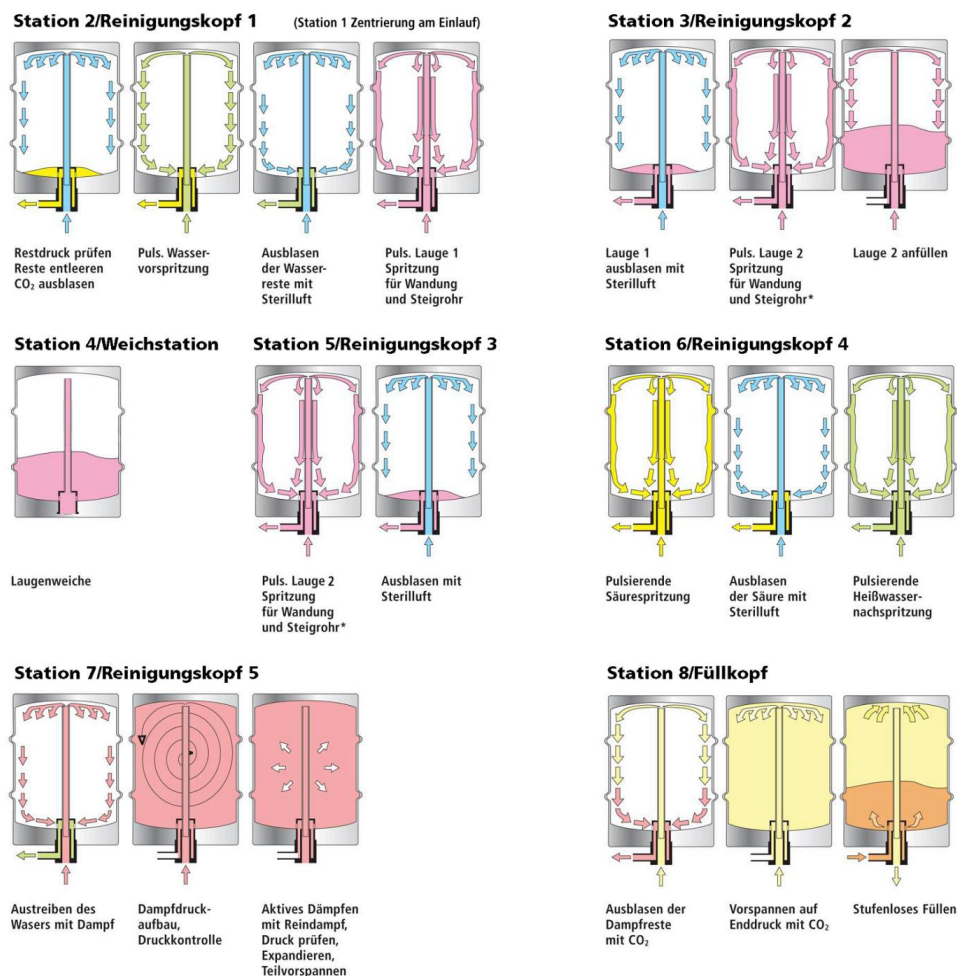 Station 2/Reinigungskopf 1
(Station 1 Zentrierung am Einlauf)
Restdruck prüfen
Reste entleeren
CO₂ ausblasen
Puls. Wasser-
vorspritzung
Ausblasen
der Wasser-
reste mit
Sterilluft
Puls. Lauge 1
Spritzung
für Wandung
und Steigrohr
Station 3/Reinigungskopf 2
Lauge 1
ausblasen mit
Sterilluft
Puls. Lauge 2
Spritzung
für Wandung
und Steigrohr*
Lauge 2 anfüllen
Station 4/Weichstation
Laugenweiche
Station 5/Reinigungskopf 3
Puls. Lauge 2
Spritzung
für Wandung
und Steigrohr*
Ausblasen mit
Sterilluft
Station 6/Reinigungskopf 4
Pulsierende
Säurespritzung
Ausblasen
der Säure mit
Sterilluft
Pulsierende
Heißwasser-
nachspritzung
Station 7/Reinigungskopf 5
Austreiben des
Wasers mit Dampf
Dampfdruck-
aufbau,
Druckkontrolle
Aktives Dämpfen
mit Reindampf,
Druck prüfen,
Expandieren,
Teilvorspannen
Station 8/Füllkopf
Ausblasen der
Dampfreste
mit CO₂
Vorspannen auf
Enddruck mit CO₂
Stufenloses Füllen